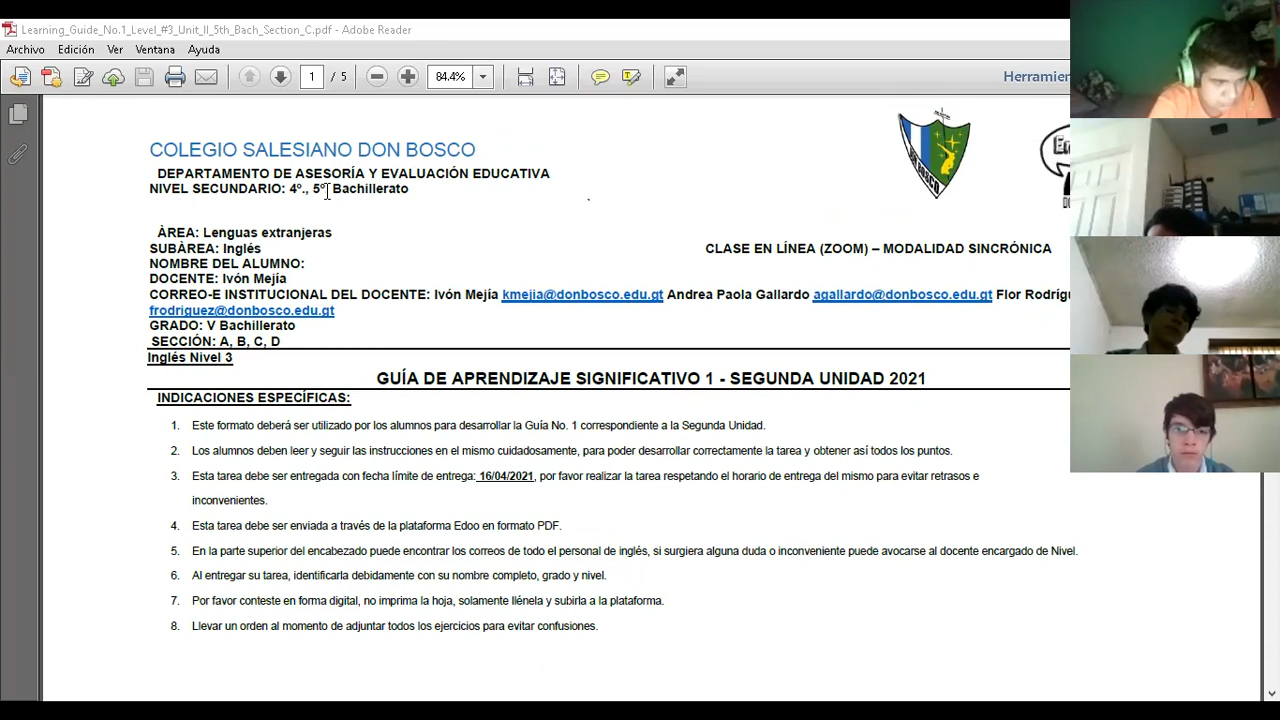 Learning_Guide_No.1_Level_#3_Unit_II_5th_Bach_Section_C.pdf - Adobe Reader
Archivo Edición Ver Ventana Ayuda
1 / 5 84.4%
COLEGIO SALESIANO DON BOSCO
DEPARTAMENTO DE ASESORÍA Y EVALUACIÓN EDUCATIVA
NIVEL SECUNDARIO: 4º., 5º. Bachillerato
DON BOSCO
ÀREA: Lenguas extranjeras
SUBÀREA: Inglés
CLASE EN LÍNEA (ZOOM) – MODALIDAD SINCRÓNICA
NOMBRE DEL ALUMNO:
DOCENTE: Ivón Mejía
CORREO-E INSTITUCIONAL DEL DOCENTE: Ivón Mejía kmejia@donbosco.edu.gt Andrea Paola Gallardo agallardo@donbosco.edu.gt Flor
frodriguez@donbosco.edu.gt
GRADO: V Bachillerato
SECCIÓN: A, B, C, D
Inglés Nivel 3
GUÍA DE APRENDIZAJE SIGNIFICATIVO 1 - SEGUNDA UNIDAD 2021
INDICACIONES ESPECÍFICAS:
1. Este formato deberá ser utilizado por los alumnos para desarrollar la Guía No. 1 correspondiente a la Segunda Unidad.
2. Los alumnos deben leer y seguir las instrucciones en el mismo cuidadosamente, para poder desarrollar correctamente la tarea y obtener así todos los puntos.
3. Esta tarea debe ser entregada con fecha límite de entrega: 16/04/2021, por favor realizar la tarea respetando el horario de entrega del mismo para evitar retrasos e
inconvenientes.
4. Esta tarea debe ser enviada a través de la plataforma Edoo en formato PDF.
5. En la parte superior del encabezado puede encontrar los correos de todo el personal de inglés, si surgiera alguna duda o inconveniente puede avocarse al docente encargado de Nivel.
6. Al entregar su tarea, identificarla debidamente con su nombre completo, grado y nivel.
7. Por favor conteste en forma digital, no imprima la hoja, solamente llénela y subirla a la plataforma.
8. Llevar un orden al momento de adjuntar todos los ejercicios para evitar confusiones.